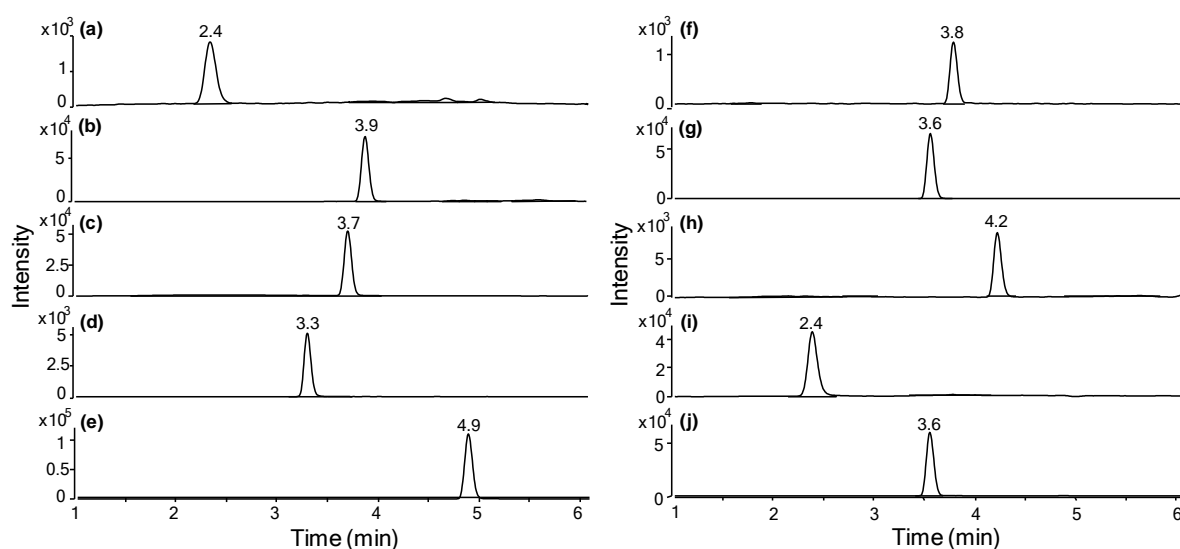 x10³ (a) 2.4
2
1
0
x10⁴ (b) 3.9
5
0
x10⁴ (c) 3.7
5
2.5
0
x10³ (d) 3.3
5
2.5
0
x10⁵ (e) 4.9
1
0.5
0
1 2 3 4 5 6
Time (min)
Intensity
x10³ (f) 3.8
1
0
x10⁴ (g) 3.6
5
0
x10³ (h) 4.2
5
0
x10⁴ (i) 2.4
4
2
0
x10⁴ (j) 3.6
5
0
1 2 3 4 5 6
Time (min)
Intensity